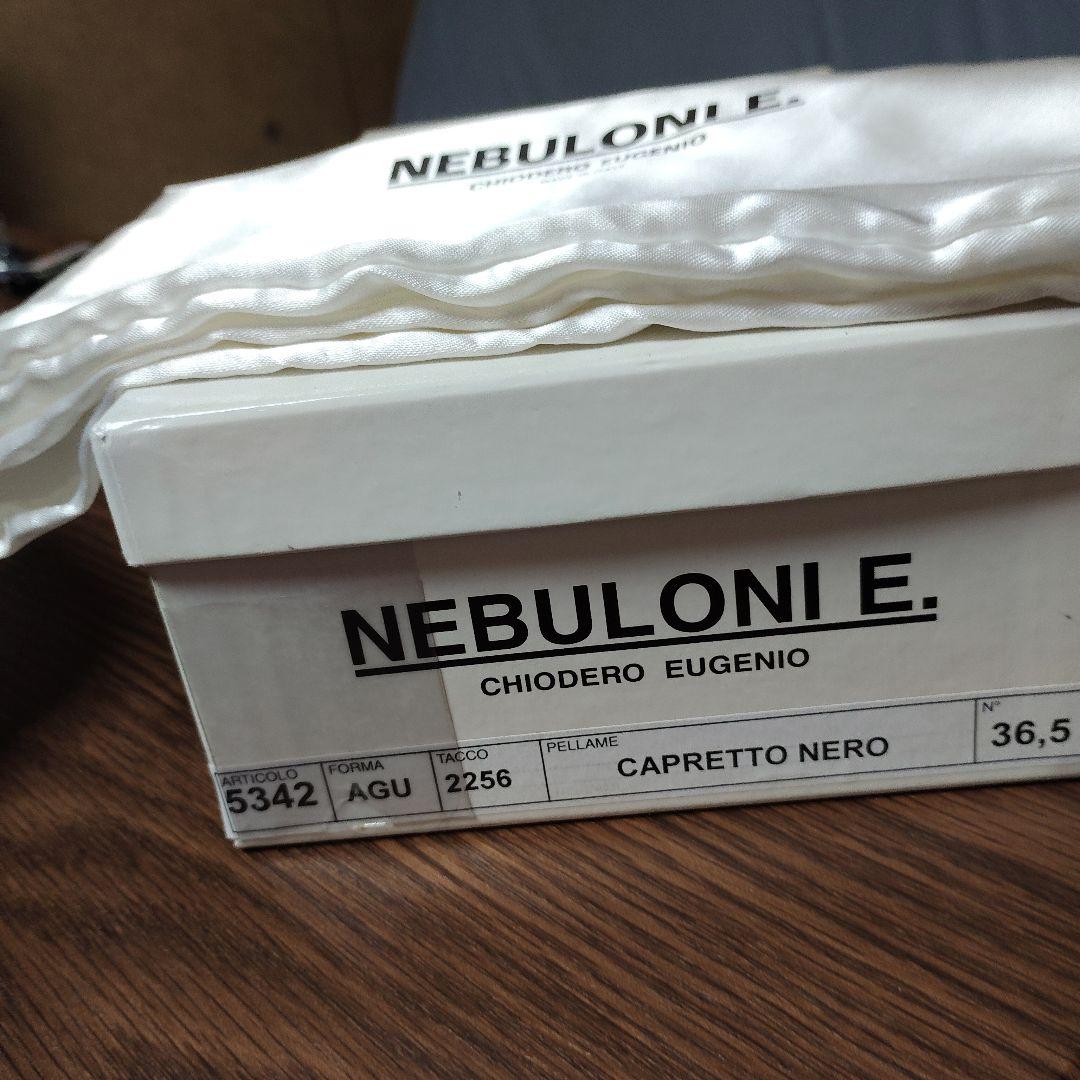 NEBULONI E.
CHIODERO EUGENIO
NEBULONI E.
CHIODERO EUGENIO
ARTICOLO FORMA TACCO PELLAME N°
5342 AGU 2256 CAPRETTO NERO 36,5